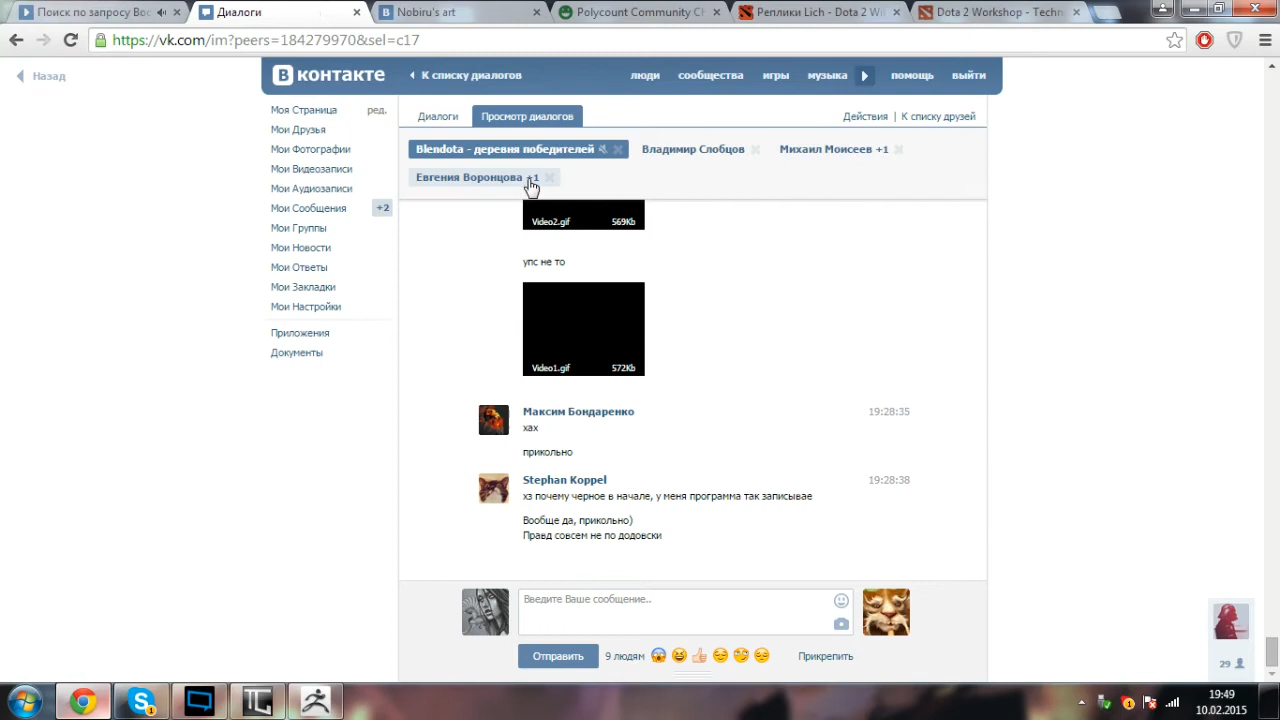 Поиск по запросу Вос
Диалоги
Nobiru's art
Polycount Community Ch
Реплики Lich - Dota 2 Wi
Dota 2 Workshop - Techn
https://vk.com/im?peers=184279970&sel=c17
Назад
В контакте
К списку диалогов
люди
сообщества
игры
музыка
помощь
выйти
Моя Страница
ред.
Мои Друзья
Мои Фотографии
Мои Видеозаписи
Мои Аудиозаписи
Мои Сообщения
+2
Мои Группы
Мои Новости
Мои Ответы
Мои Закладки
Мои Настройки
Приложения
Документы
Диалоги
Просмотр диалогов
Действия | К списку друзей
Blendota - деревня победителей
Владимир Слобцов
Михаил Моисеев +1
Евгения Воронцова +1
Video2.gif 569Kb
упс не то
Video1.gif 572Kb
Максим Бондаренко 19:28:35
хах
прикольно
Stephan Koppel 19:28:38
хз почему черное в начале, у меня программа так записывае
Вообще да, прикольно)
Правд совсем не по додовски
Введите Ваше сообщение..
Отправить
9 людям
Прикрепить
29
19:49
10.02.2015